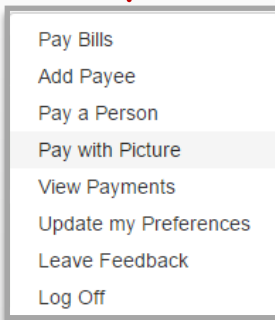 Pay Bills
Add Payee
Pay a Person
Pay with Picture
View Payments
Update my Preferences
Leave Feedback
Log Off